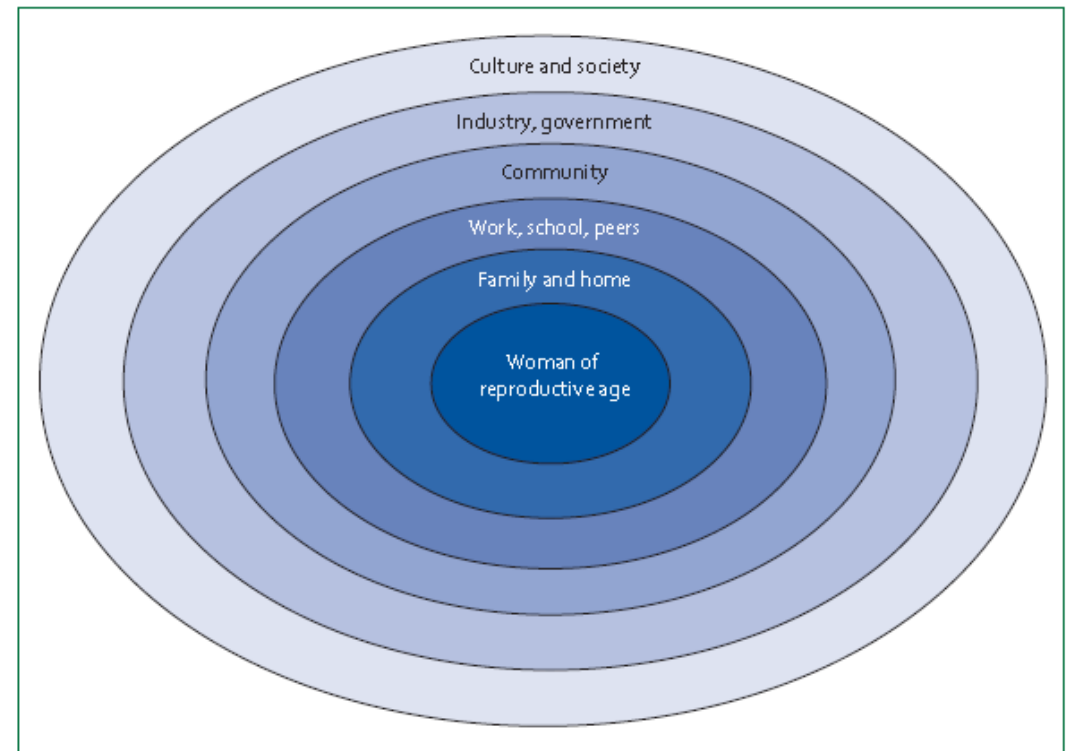 Culture and society
Industry, government
Community
Work, school, peers
Family and home
Woman of
reproductive age